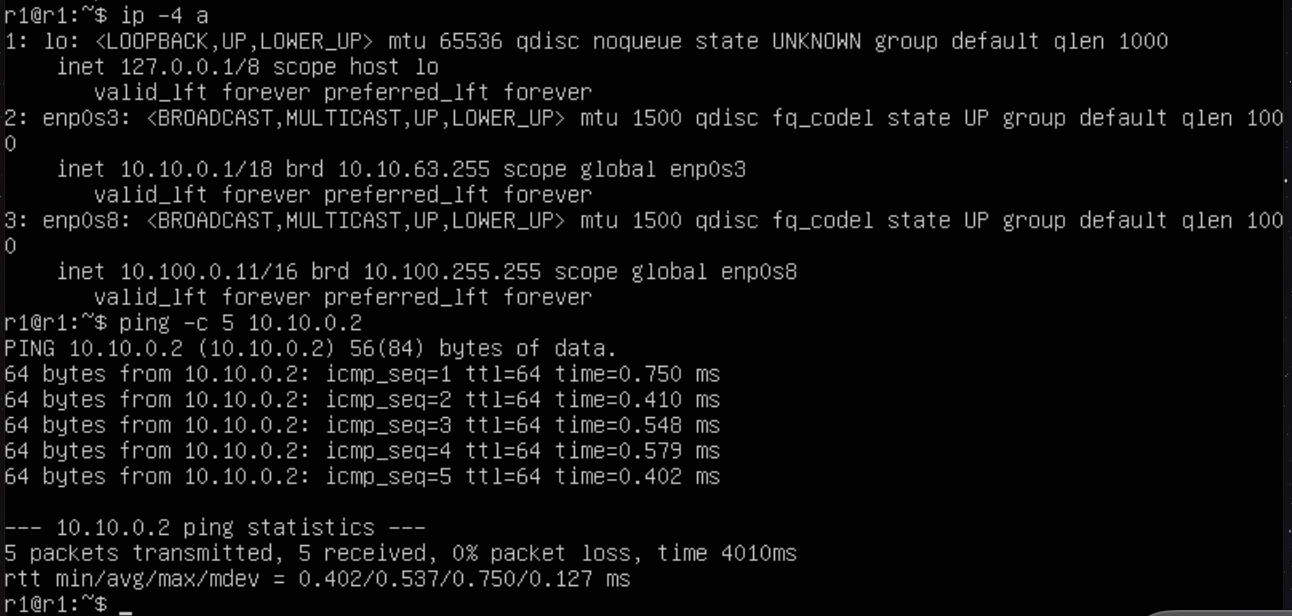 r1@r1:~$ ip -4 a
1: lo: <LOOPBACK,UP,LOWER_UP> mtu 65536 qdisc noqueue state UNKNOWN group default qlen 1000
    inet 127.0.0.1/8 scope host lo
       valid_lft forever preferred_lft forever
2: enp0s3: <BROADCAST,MULTICAST,UP,LOWER_UP> mtu 1500 qdisc fq_codel state UP group default qlen 100
0
    inet 10.10.0.1/18 brd 10.10.63.255 scope global enp0s3
       valid_lft forever preferred_lft forever
3: enp0s8: <BROADCAST,MULTICAST,UP,LOWER_UP> mtu 1500 qdisc fq_codel state UP group default qlen 100
0
    inet 10.100.0.11/16 brd 10.100.255.255 scope global enp0s8
       valid_lft forever preferred_lft forever
r1@r1:~$ ping -c 5 10.10.0.2
PING 10.10.0.2 (10.10.0.2) 56(84) bytes of data.
64 bytes from 10.10.0.2: icmp_seq=1 ttl=64 time=0.750 ms
64 bytes from 10.10.0.2: icmp_seq=2 ttl=64 time=0.410 ms
64 bytes from 10.10.0.2: icmp_seq=3 ttl=64 time=0.548 ms
64 bytes from 10.10.0.2: icmp_seq=4 ttl=64 time=0.579 ms
64 bytes from 10.10.0.2: icmp_seq=5 ttl=64 time=0.402 ms

--- 10.10.0.2 ping statistics ---
5 packets transmitted, 5 received, 0% packet loss, time 4010ms
rtt min/avg/max/mdev = 0.402/0.537/0.750/0.127 ms
r1@r1:~$ _